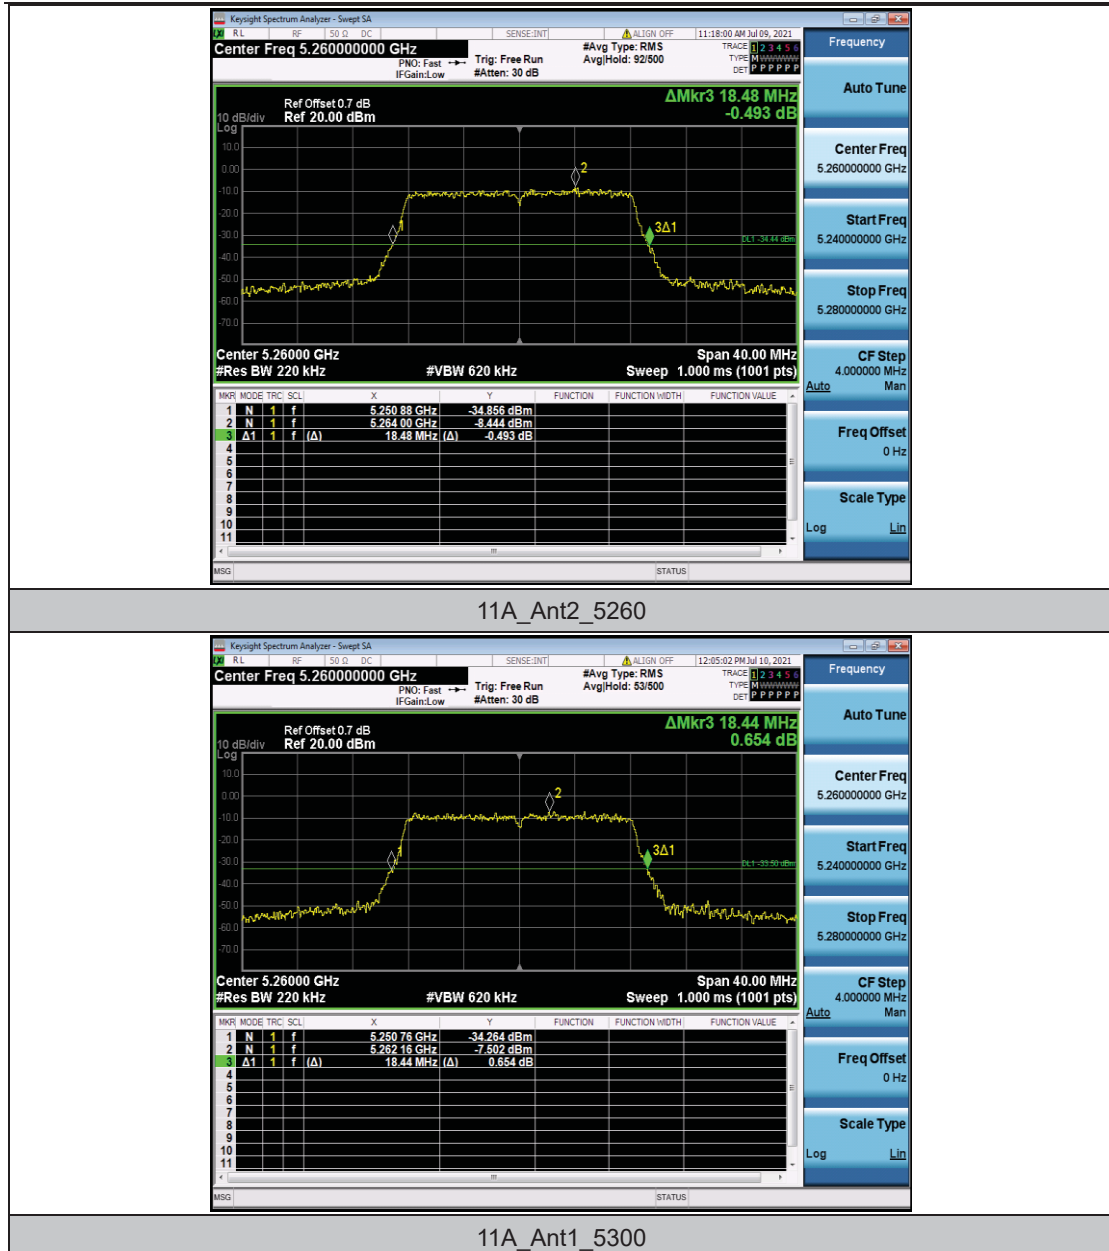 Keysight Spectrum Analyzer - Swept SA
RL RF 50 Ω DC SENSE:INT ALIGN OFF 11:18:00 AM Jul 09, 2021
Center Freq 5.260000000 GHz #Avg Type: RMS TRACE 1 2 3 4 5 6
PNO: Fast Trig: Free Run Avg|Hold: 92/500 TYPE M WWWWW
IFGain:Low #Atten: 30 dB DET P P P P P P
Frequency
Auto Tune
ΔMkr3 18.48 MHz
-0.493 dB
Ref Offset 0.7 dB
10 dB/div Ref 20.00 dBm
Log
10.0
0.00
-10.0
-20.0
-30.0
-40.0
-50.0
-60.0
-70.0
2
3Δ1
DL1 -34.44 dBm
Center 5.26000 GHz Span 40.00 MHz
#Res BW 220 kHz #VBW 620 kHz Sweep 1.000 ms (1001 pts)
MKR MODE TRC SCL X Y FUNCTION FUNCTION WIDTH FUNCTION VALUE
1 N 1 f 5.250 88 GHz -34.856 dBm
2 N 1 f 5.264 00 GHz -8.444 dBm
3 Δ1 1 f (Δ) 18.48 MHz (Δ) -0.493 dB
4
5
6
7
8
9
10
11
MSG STATUS
Center Freq
5.260000000 GHz
Start Freq
5.240000000 GHz
Stop Freq
5.280000000 GHz
CF Step
4.000000 MHz
Auto Man
Freq Offset
0 Hz
Scale Type
Log Lin
11A_Ant2_5260
Keysight Spectrum Analyzer - Swept SA
RL RF 50 Ω DC SENSE:INT ALIGN OFF 12:05:02 PM Jul 10, 2021
Center Freq 5.260000000 GHz #Avg Type: RMS TRACE 1 2 3 4 5 6
PNO: Fast Trig: Free Run Avg|Hold: 53/500 TYPE M WWWWW
IFGain:Low #Atten: 30 dB DET P P P P P P
Frequency
Auto Tune
ΔMkr3 18.44 MHz
0.654 dB
Ref Offset 0.7 dB
10 dB/div Ref 20.00 dBm
Log
10.0
0.00
-10.0
-20.0
-30.0
-40.0
-50.0
-60.0
-70.0
2
3Δ1
DL1 -33.50 dBm
Center 5.26000 GHz Span 40.00 MHz
#Res BW 220 kHz #VBW 620 kHz Sweep 1.000 ms (1001 pts)
MKR MODE TRC SCL X Y FUNCTION FUNCTION WIDTH FUNCTION VALUE
1 N 1 f 5.250 76 GHz -34.264 dBm
2 N 1 f 5.262 16 GHz -7.502 dBm
3 Δ1 1 f (Δ) 18.44 MHz (Δ) 0.654 dB
4
5
6
7
8
9
10
11
MSG STATUS
Center Freq
5.260000000 GHz
Start Freq
5.240000000 GHz
Stop Freq
5.280000000 GHz
CF Step
4.000000 MHz
Auto Man
Freq Offset
0 Hz
Scale Type
Log Lin
11A_Ant1_5300